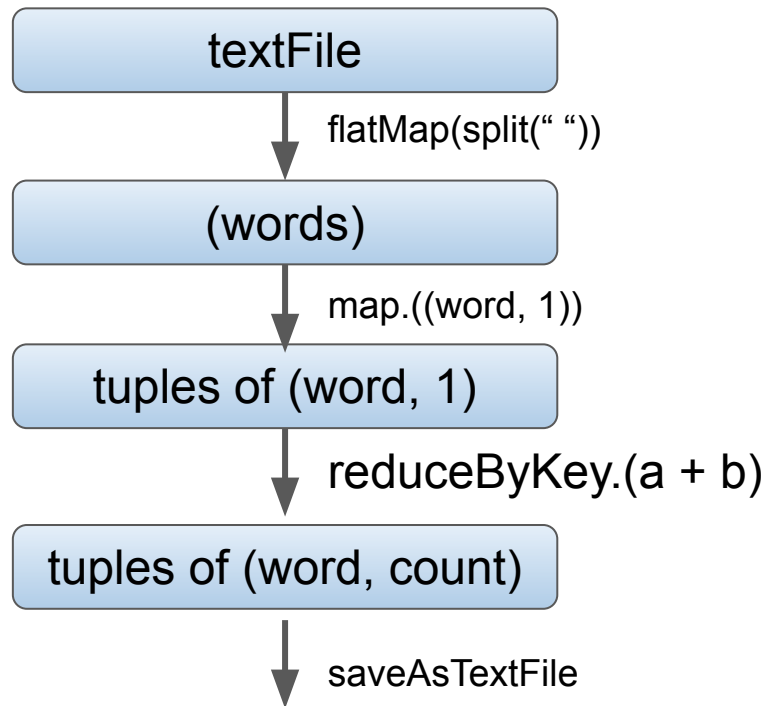 textFile
flatMap(split(“ “))
(words)
map.((word, 1))
tuples of (word, 1)
reduceByKey.(a + b)
tuples of (word, count)
saveAsTextFile